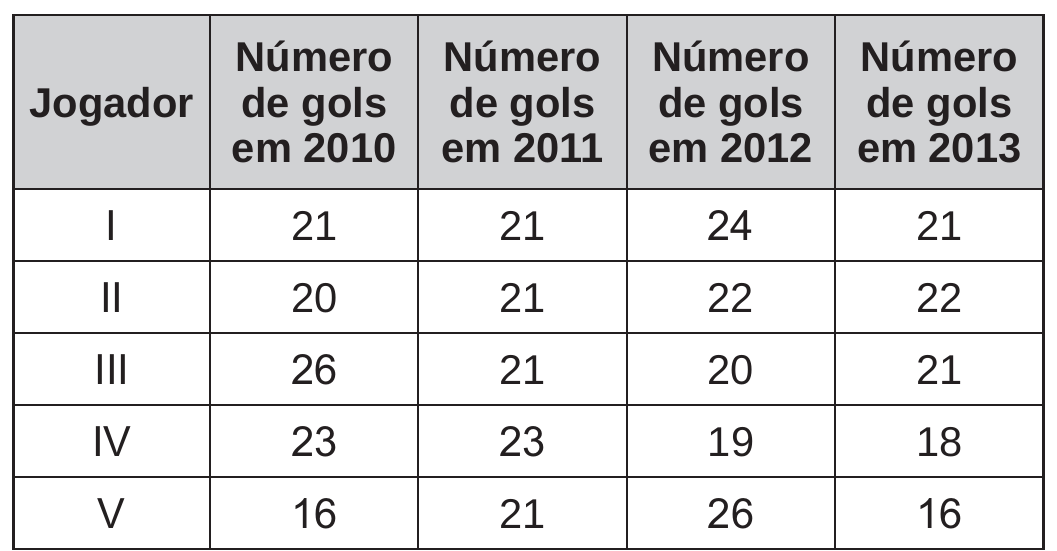 Jogador Número de gols em 2010 Número de gols em 2011 Número de gols em 2012 Número de gols em 2013
I 21 21 24 21
II 20 21 22 22
III 26 21 20 21
IV 23 23 19 18
V 16 21 26 16